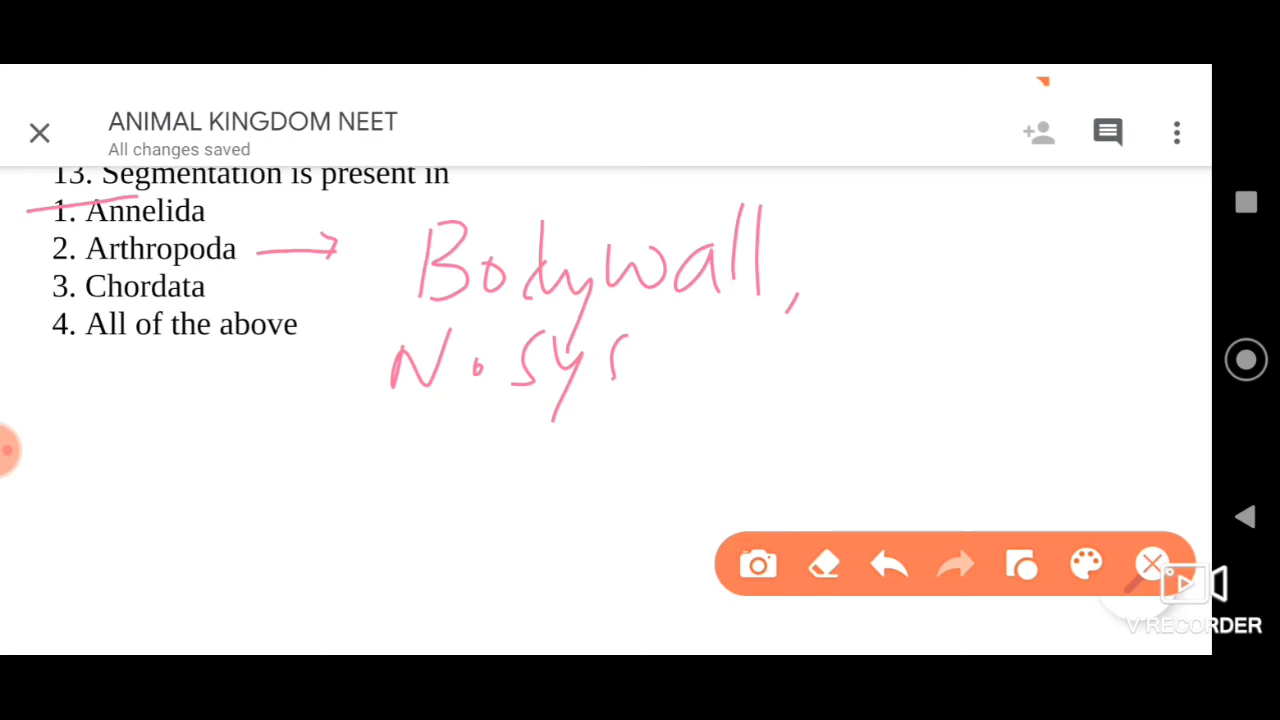 ANIMAL KINGDOM NEET
All changes saved
13. Segmentation is present in
1. Annelida
2. Arthropoda
3. Chordata
4. All of the above
Bodywall,
N. Sys
V RECORDER